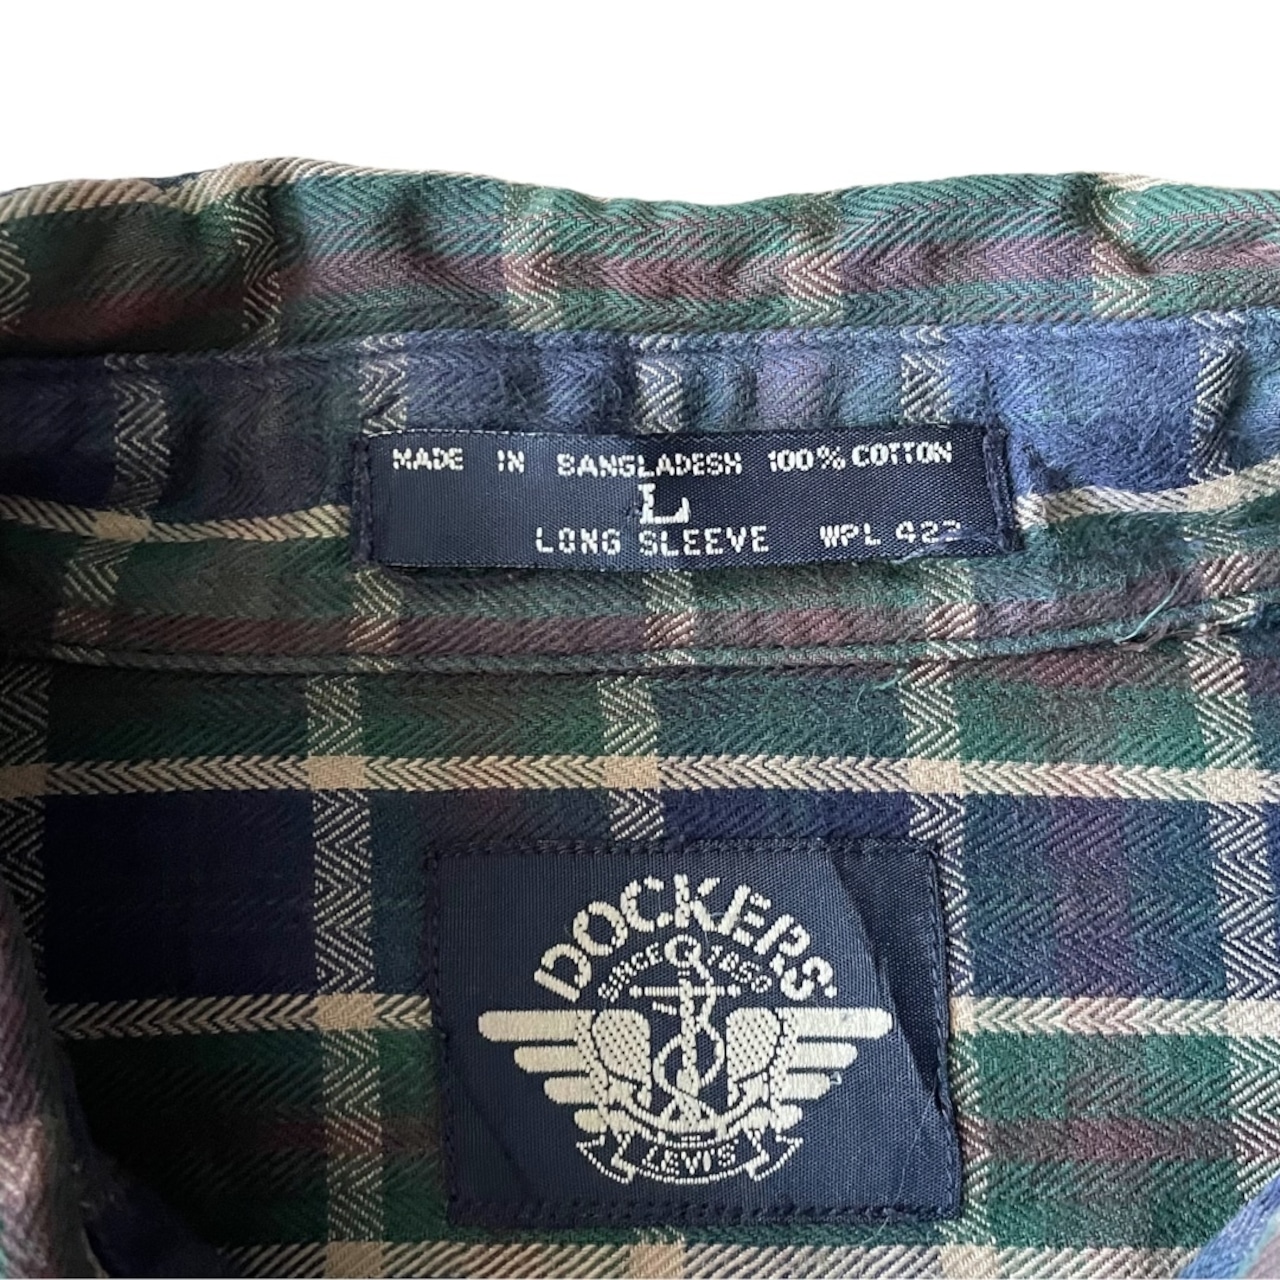 MADE IN BANGLADESH 100% COTTON
L
LONG SLEEVE WPL 423
DOCKERS
SINCE 1850
LEVI'S